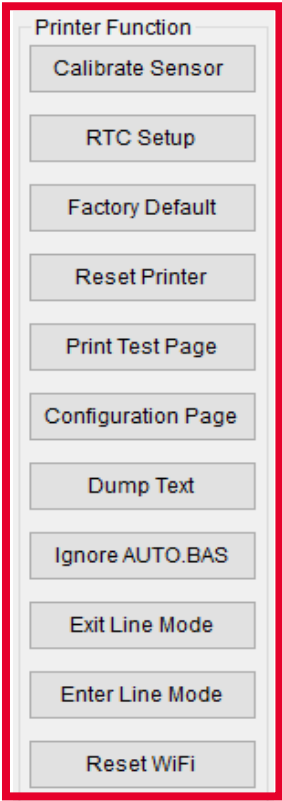 Printer Function
Calibrate Sensor
RTC Setup
Factory Default
Reset Printer
Print Test Page
Configuration Page
Dump Text
Ignore AUTO.BAS
Exit Line Mode
Enter Line Mode
Reset WiFi